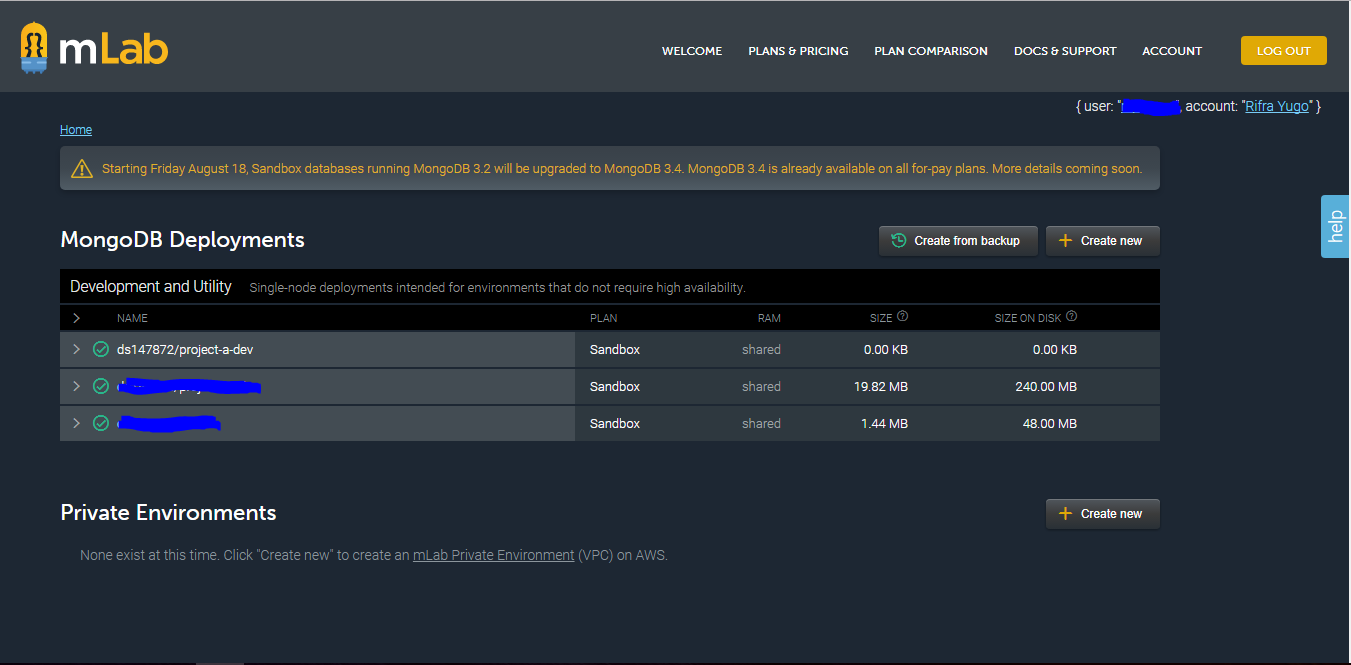 mLab
WELCOME PLANS & PRICING PLAN COMPARISON DOCS & SUPPORT ACCOUNT LOG OUT
{ user: " ", account: "Rifra Yugo" }
Home
Starting Friday August 18, Sandbox databases running MongoDB 3.2 will be upgraded to MongoDB 3.4. MongoDB 3.4 is already available on all for-pay plans. More details coming soon.
help
MongoDB Deployments Create from backup Create new
Development and Utility Single-node deployments intended for environments that do not require high availability.
NAME PLAN RAM SIZE ? SIZE ON DISK ?
ds147872/project-a-dev Sandbox shared 0.00 KB 0.00 KB
Sandbox shared 19.82 MB 240.00 MB
Sandbox shared 1.44 MB 48.00 MB
Private Environments Create new
None exist at this time. Click "Create new" to create an mLab Private Environment (VPC) on AWS.